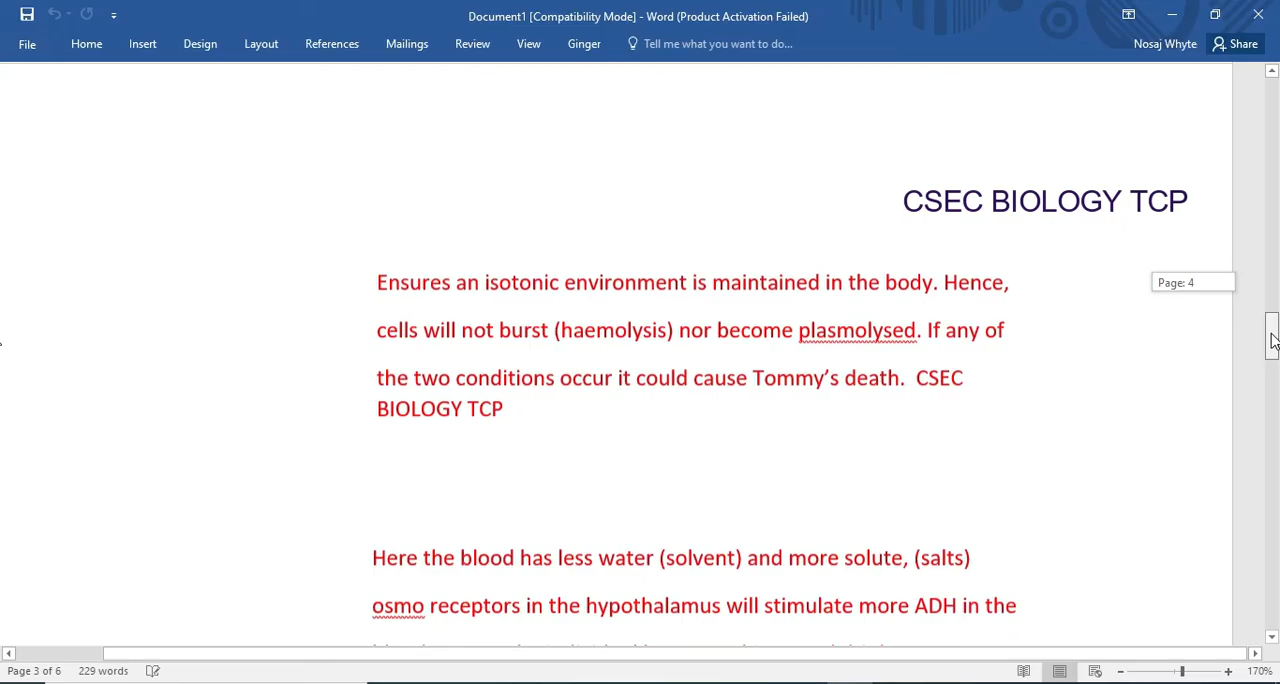 Document1 [Compatibility Mode] - Word (Product Activation Failed)
File Home Insert Design Layout References Mailings Review View Ginger Tell me what you want to do... Nosaj Whyte Share
CSEC BIOLOGY TCP
Ensures an isotonic environment is maintained in the body. Hence,
Page: 4
cells will not burst (haemolysis) nor become plasmolysed. If any of
the two conditions occur it could cause Tommy’s death. CSEC
BIOLOGY TCP
Here the blood has less water (solvent) and more solute, (salts)
osmo receptors in the hypothalamus will stimulate more ADH in the
Page 3 of 6 229 words 170%